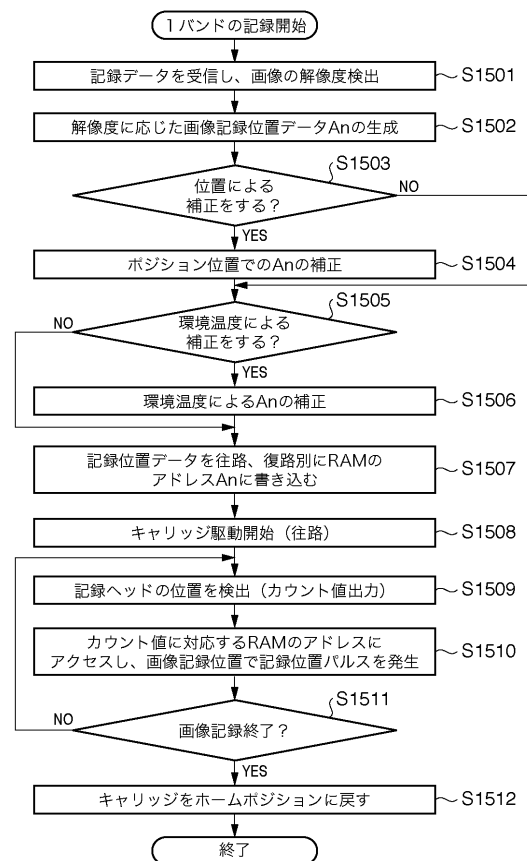 1バンドの記録開始
記録データを受信し、画像の解像度検出
S1501
解像度に応じた画像記録位置データAnの生成
S1502
S1503
位置による
補正をする？
NO
YES
ポジション位置でのAnの補正
S1504
S1505
NO
環境温度による
補正をする？
YES
環境温度によるAnの補正
S1506
記録位置データを往路、復路別にRAMの
アドレスAnに書き込む
S1507
キャリッジ駆動開始（往路）
S1508
記録ヘッドの位置を検出（カウント値出力）
S1509
カウント値に対応するRAMのアドレスに
アクセスし、画像記録位置で記録位置パルスを発生
S1510
S1511
NO
画像記録終了？
YES
キャリッジをホームポジションに戻す
S1512
終了